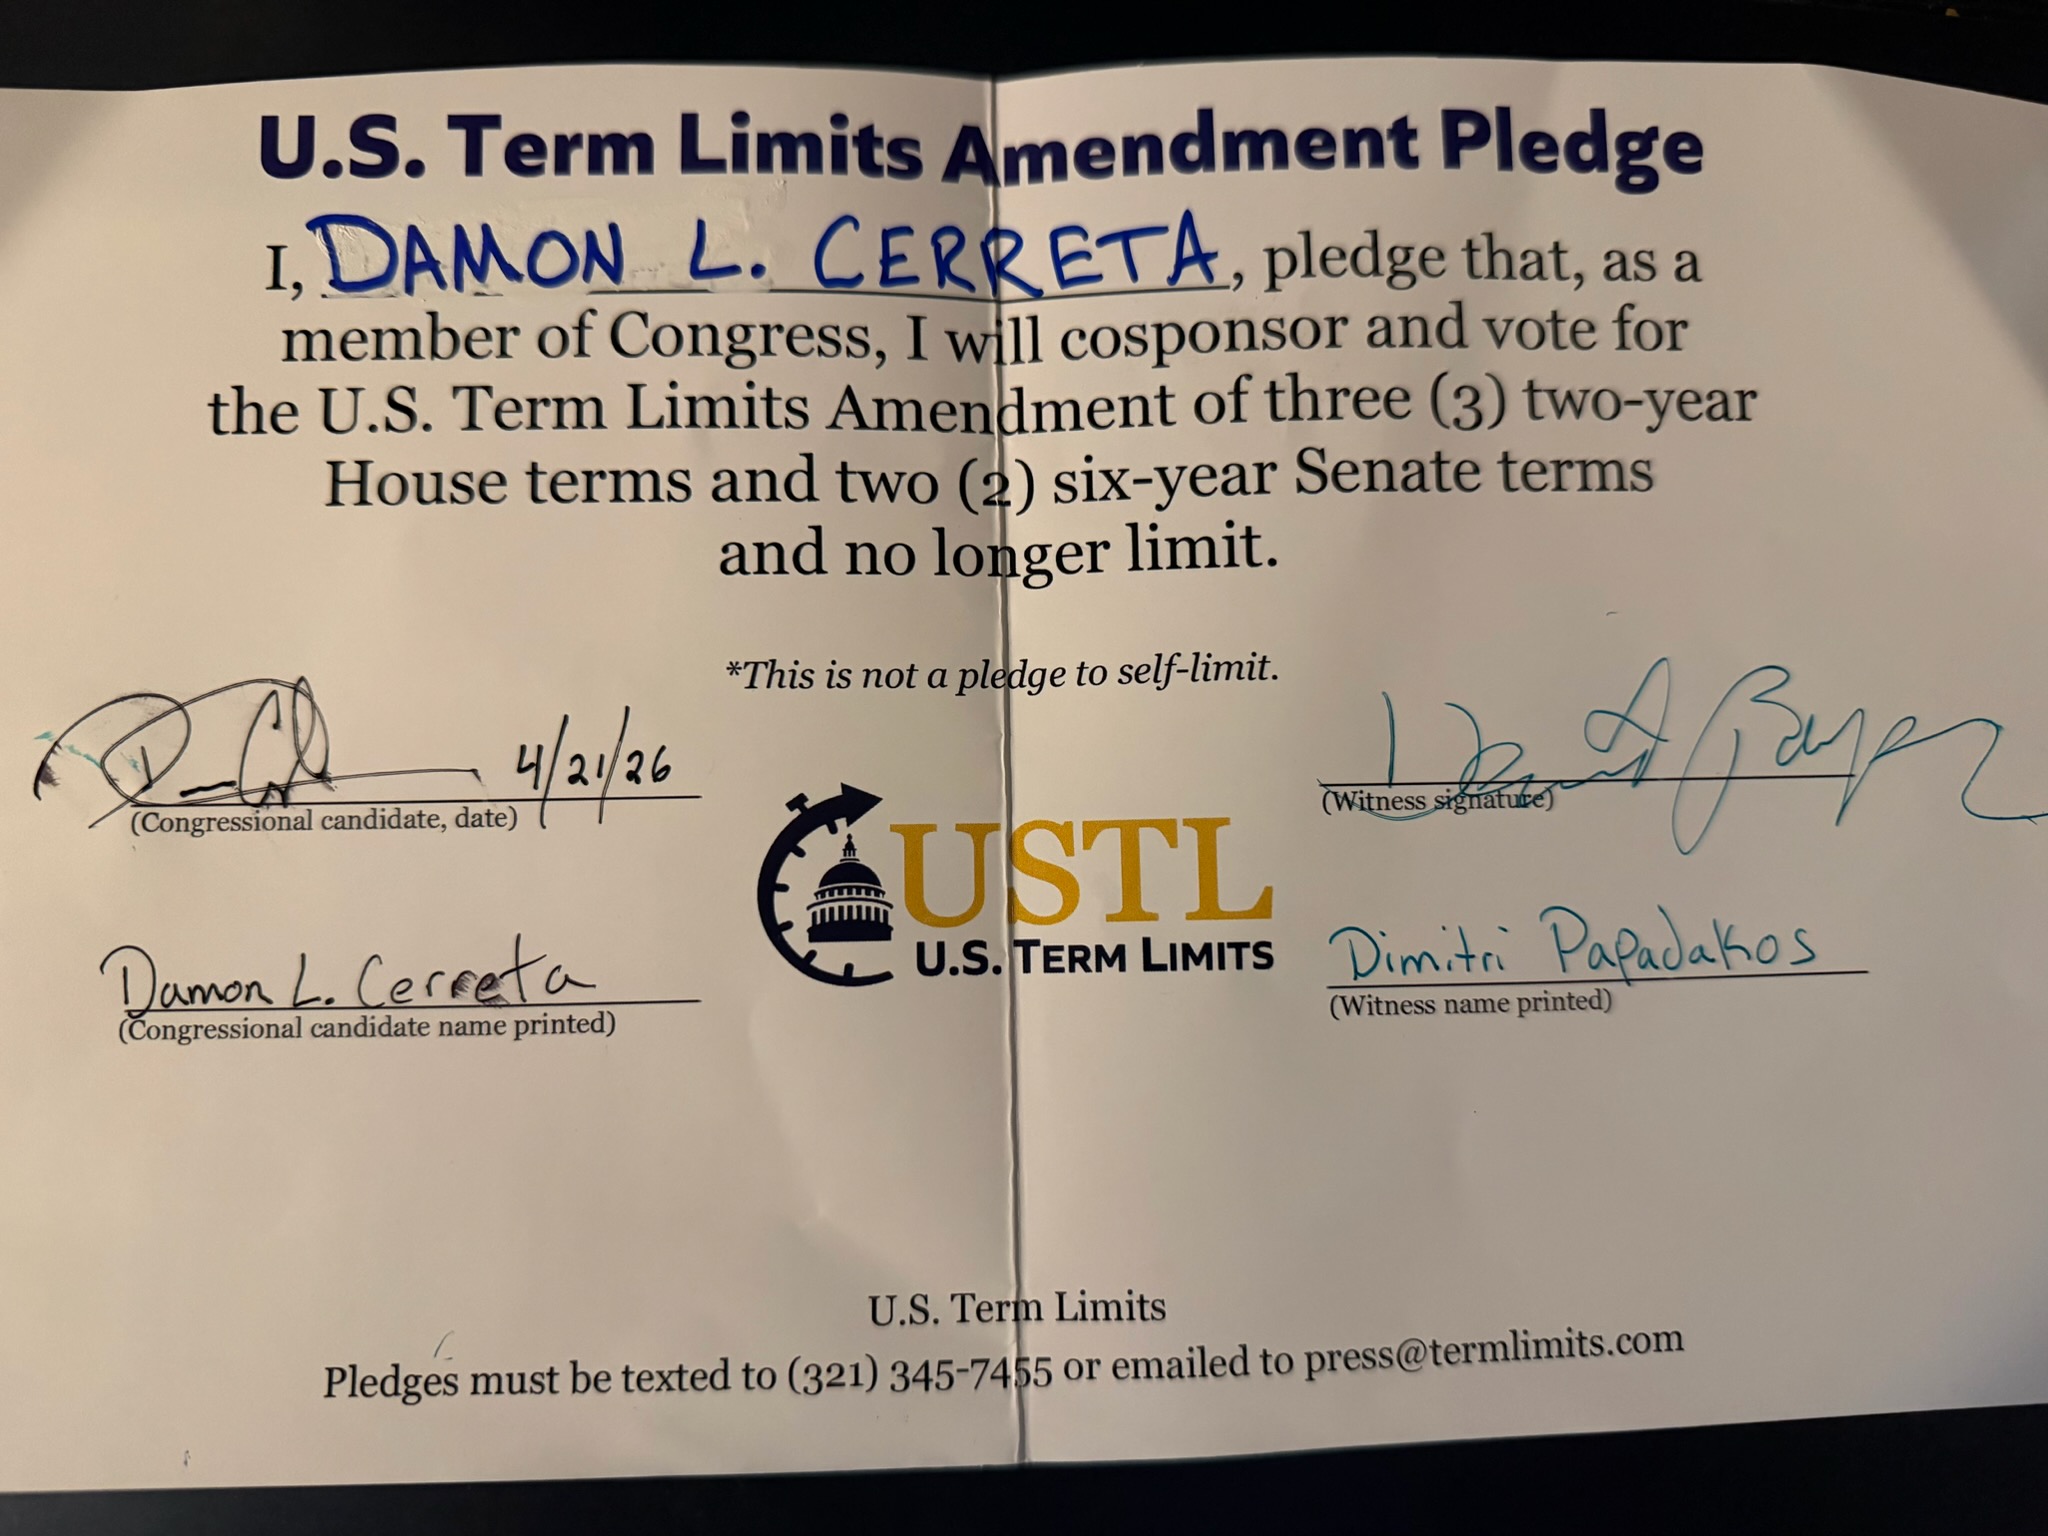 U.S. Term Limits Amendment Pledge
I, DAMON L. CERRETA, pledge that, as a
member of Congress, I will cosponsor and vote for
the U.S. Term Limits Amendment of three (3) two-year
House terms and two (2) six-year Senate terms
and no longer limit.
*This is not a pledge to self-limit.
4/21/26
(Congressional candidate, date)
(Witness signature)
USTL
U.S. TERM LIMITS
Damon L. Cerreta
(Congressional candidate name printed)
Dimitri Papadakos
(Witness name printed)
U.S. Term Limits
Pledges must be texted to (321) 345-7455 or emailed to press@termlimits.com